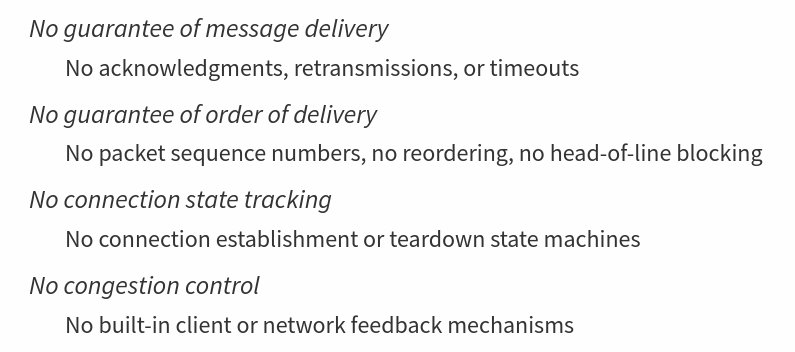 No guarantee of message delivery
No acknowledgments, retransmissions, or timeouts
No guarantee of order of delivery
No packet sequence numbers, no reordering, no head-of-line blocking
No connection state tracking
No connection establishment or teardown state machines
No congestion control
No built-in client or network feedback mechanisms